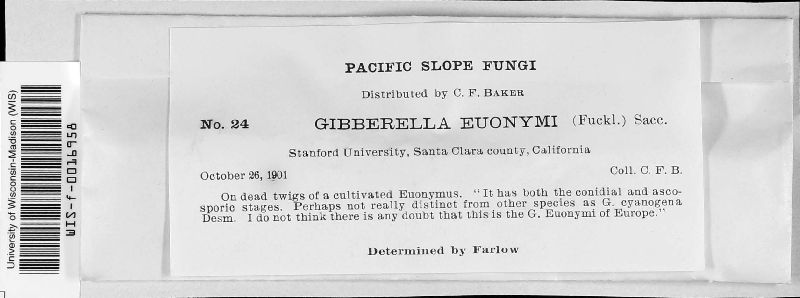 PACIFIC SLOPE FUNGI
Distributed by C. F. BAKER
No. 24 GIBBERELLA EUONYMI (Fuckl.) Sacc.
Stanford University, Santa Clara county, California
October 26, 1901 Coll. C. F. B.
On dead twigs of a cultivated Euonymus. "It has both the conidial and asco-
sporic stages. Perhaps not really distinct from other species as G. cyanogena
Desm. I do not think there is any doubt that this is the G. Euonymi of Europe."
Determined by Farlow
University of Wisconsin-Madison (WIS)
WIS-f-0016958